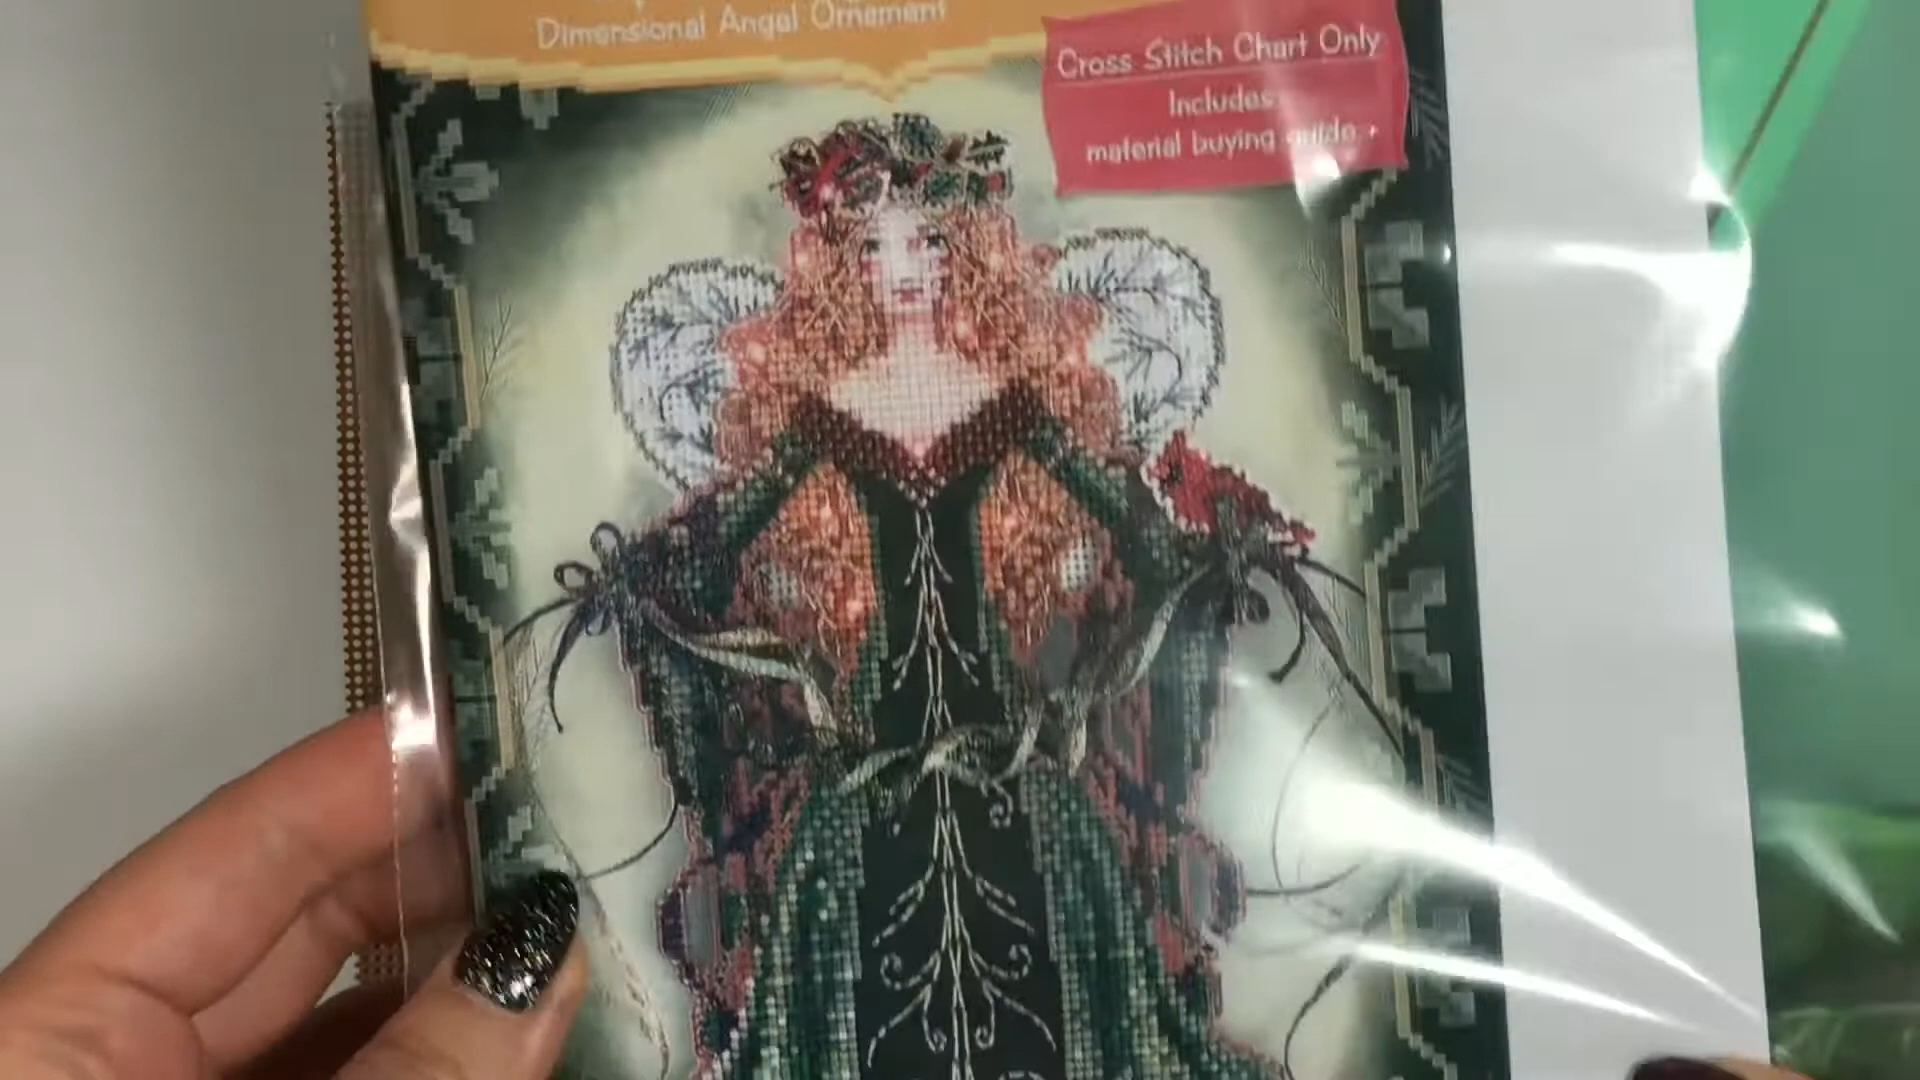 Dimensional Angel Ornament
Cross Stitch Chart Only
Includes:
material buying guide +